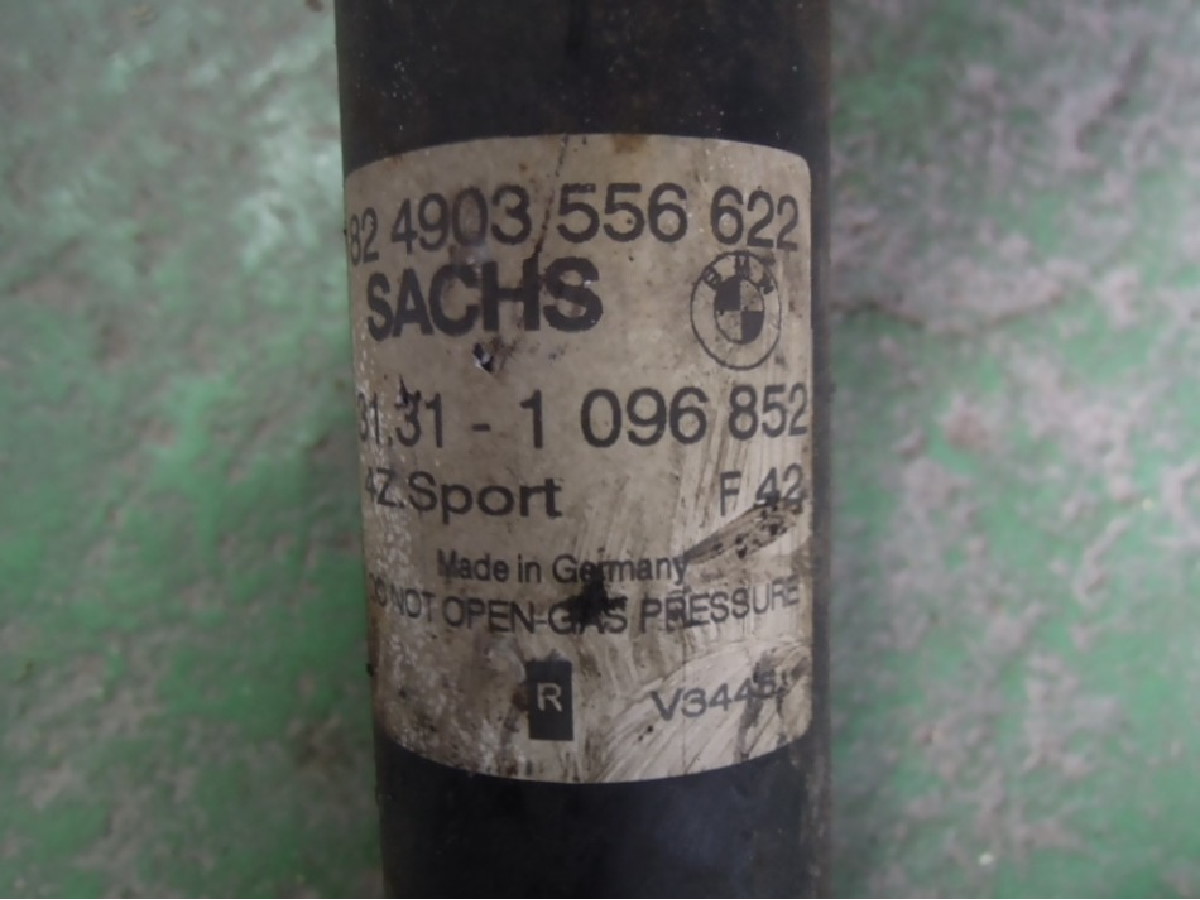 82 4903 556 622
SACHS
BMW
31.31 - 1 096 852
4Z.Sport F 42
Made in Germany
DO NOT OPEN-GAS PRESSURE
R